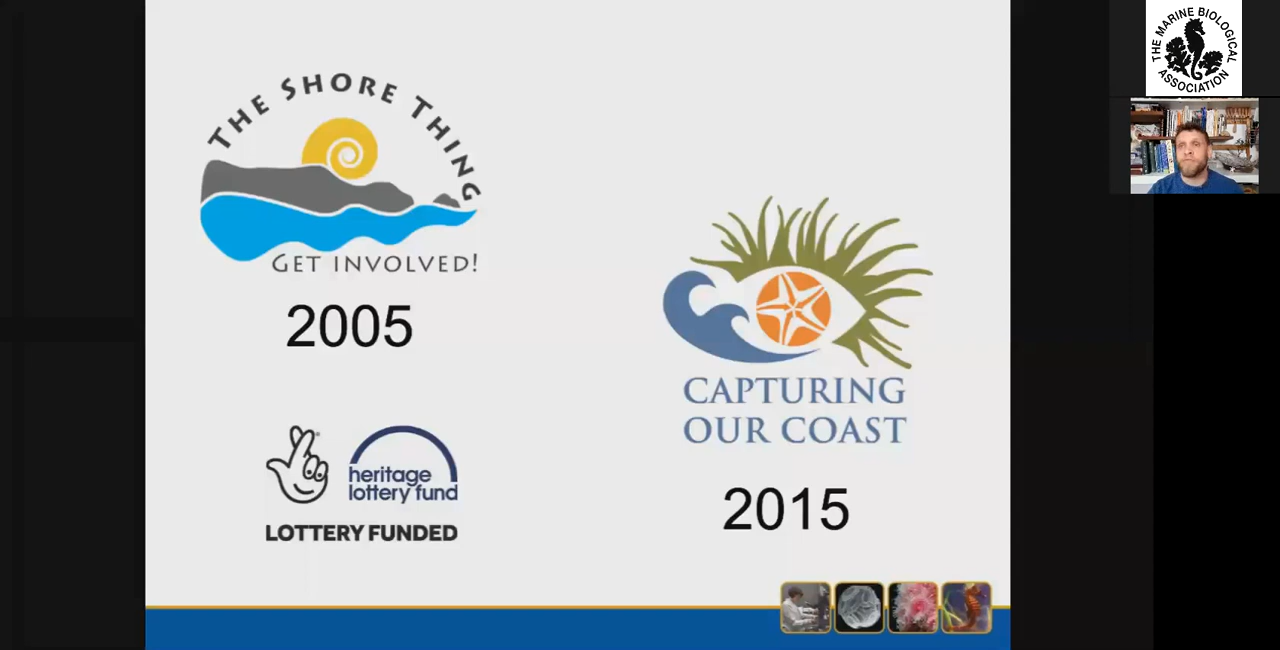 THE SHORE THING
GET INVOLVED!
2005
heritage
lottery fund
LOTTERY FUNDED
CAPTURING
OUR COAST
2015
THE MARINE BIOLOGICAL
ASSOCIATION